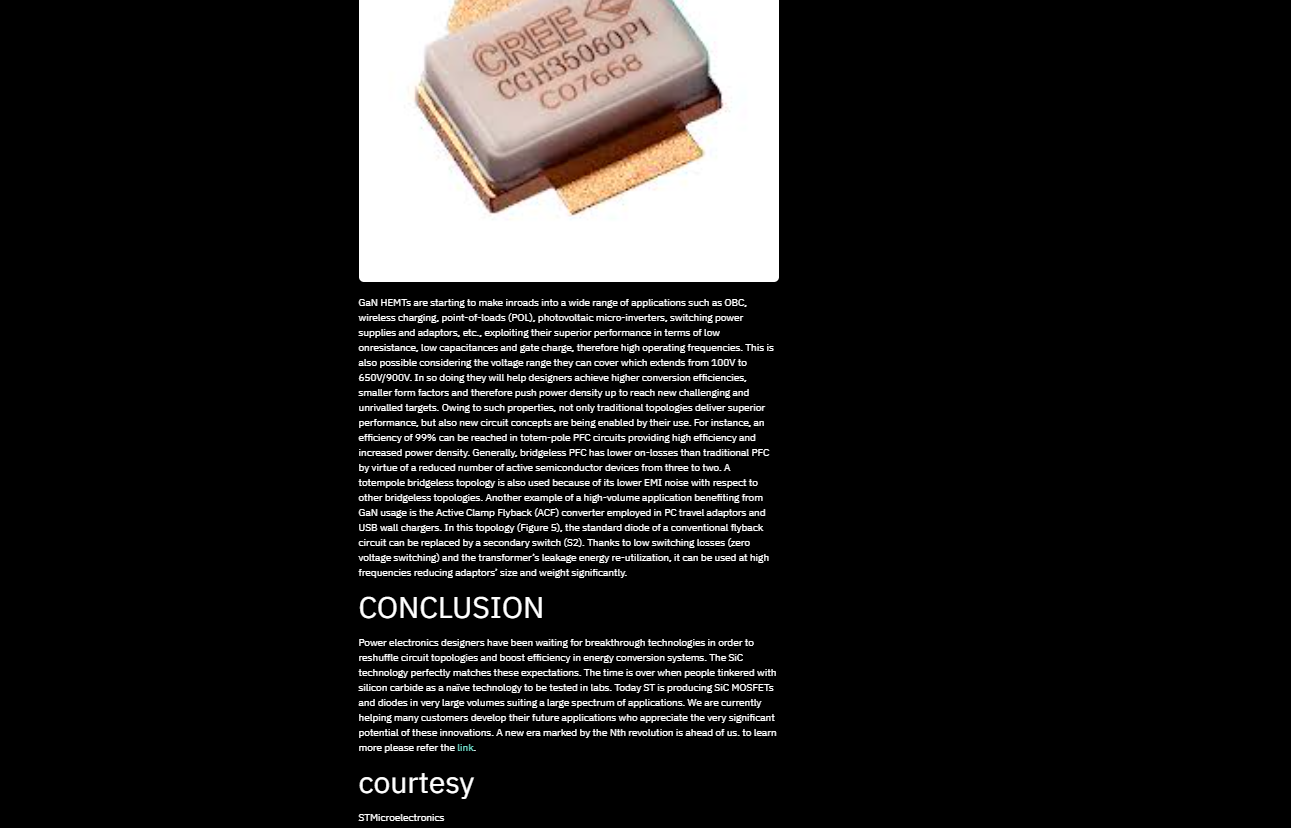 CREE
CGH35060P1
C07668
GaN HEMTs are starting to make inroads into a wide range of applications such as OBC,
wireless charging, point-of-loads (POL), photovoltaic micro-inverters, switching power
supplies and adaptors, etc., exploiting their superior performance in terms of low
onresistance, low capacitances and gate charge, therefore high operating frequencies. This is
also possible considering the voltage range they can cover which extends from 100V to
650V/900V. In so doing they will help designers achieve higher conversion efficiencies,
smaller form factors and therefore push power density up to reach new challenging and
unrivalled targets. Owing to such properties, not only traditional topologies deliver superior
performance, but also new circuit concepts are being enabled by their use. For instance, an
efficiency of 99% can be reached in totem-pole PFC circuits providing high efficiency and
increased power density. Generally, bridgeless PFC has lower on-losses than traditional PFC
by virtue of a reduced number of active semiconductor devices from three to two. A
totempole bridgeless topology is also used because of its lower EMI noise with respect to
other bridgeless topologies. Another example of a high-volume application benefiting from
GaN usage is the Active Clamp Flyback (ACF) converter employed in PC travel adaptors and
USB wall chargers. In this topology (Figure 5), the standard diode of a conventional flyback
circuit can be replaced by a secondary switch (S2). Thanks to low switching losses (zero
voltage switching) and the transformer's leakage energy re-utilization, it can be used at high
frequencies reducing adaptors' size and weight significantly.
CONCLUSION
Power electronics designers have been waiting for breakthrough technologies in order to
reshuffle circuit topologies and boost efficiency in energy conversion systems. The SiC
technology perfectly matches these expectations. The time is over when people tinkered with
silicon carbide as a naïve technology to be tested in labs. Today ST is producing SiC MOSFETs
and diodes in very large volumes suiting a large spectrum of applications. We are currently
helping many customers develop their future applications who appreciate the very significant
potential of these innovations. A new era marked by the Nth revolution is ahead of us. to learn
more please refer the link.
courtesy
STMicroelectronics